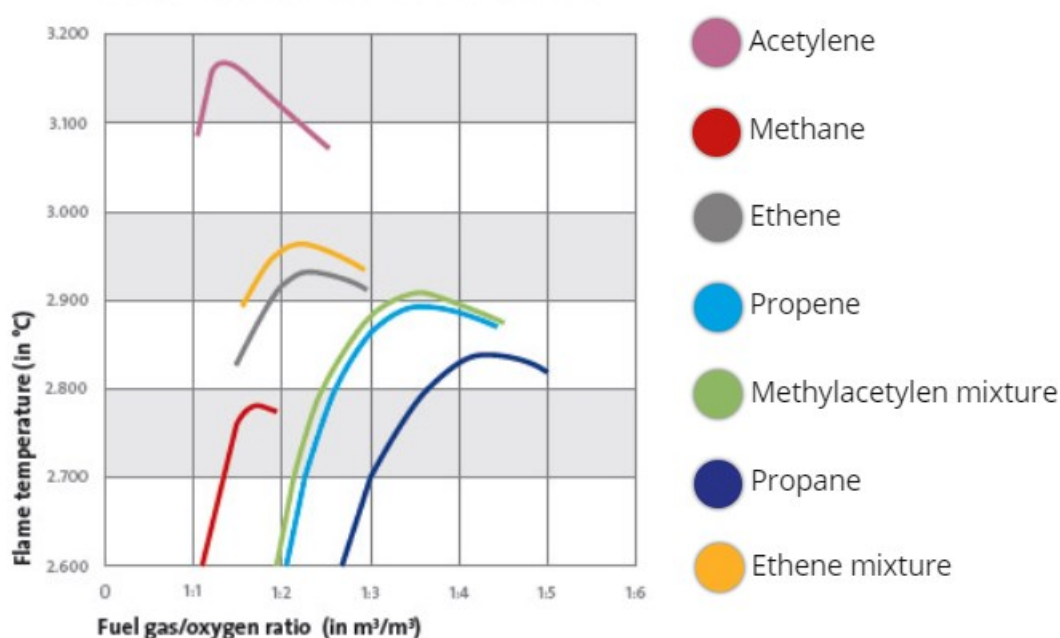 3.200
3.100
3.000
2.900
2.800
2.700
2.600
Flame temperature (in °C)
0 1:1 1:2 1:3 1:4 1:5 1:6
Fuel gas/oxygen ratio (in m³/m³)
Acetylene
Methane
Ethene
Propene
Methylacetylen mixture
Propane
Ethene mixture